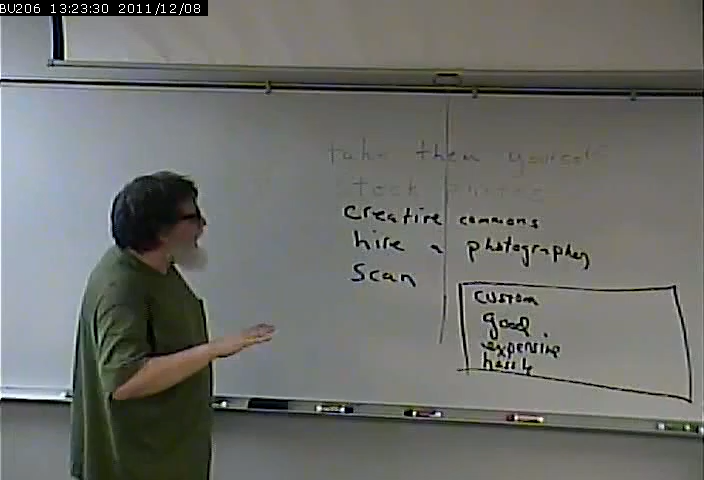 BU206 13:23:30 2011/12/08
take them yourself
stock photos
creative commons
hire a photographer
scan
custom
good
expensive
hassle